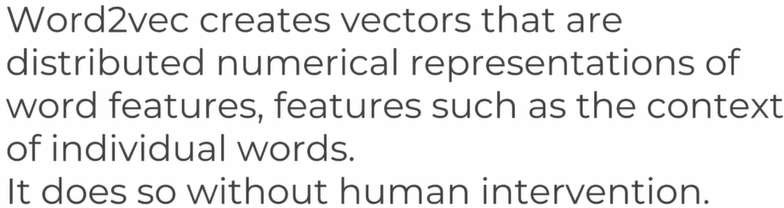 Word2vec creates vectors that are
distributed numerical representations of
word features, features such as the context
of individual words.
It does so without human intervention.